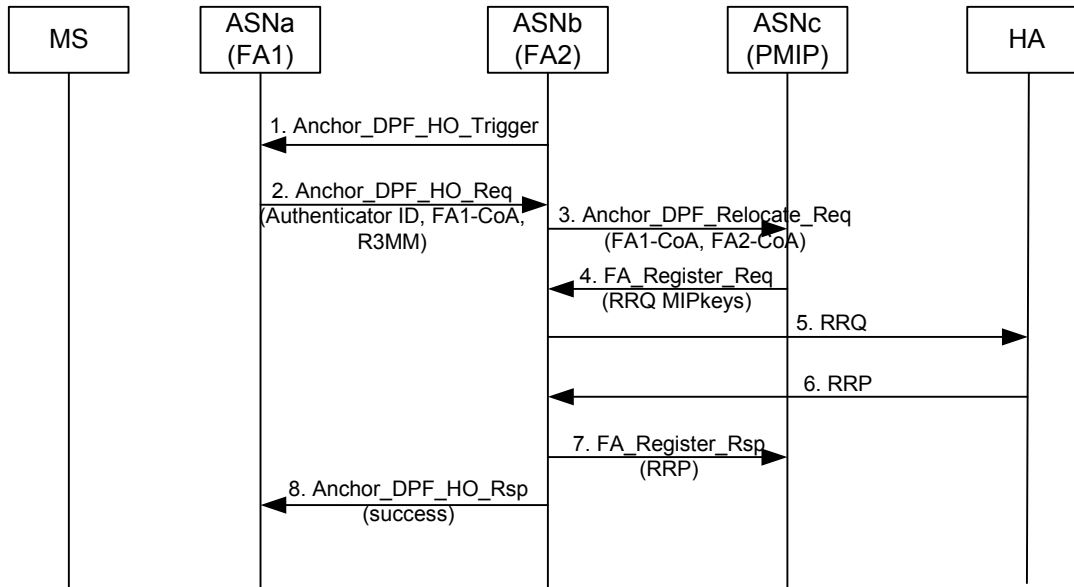 MS
ASNa
(FA1)
ASNb
(FA2)
ASNc
(PMIP)
HA
1. Anchor_DPF_HO_Trigger
2. Anchor_DPF_HO_Req
(Authenticator ID, FA1-CoA,
R3MM)
3. Anchor_DPF_Relocate_Req
(FA1-CoA, FA2-CoA)
4. FA_Register_Req
(RRQ MIPkeys)
5. RRQ
6. RRP
7. FA_Register_Rsp
(RRP)
8. Anchor_DPF_HO_Rsp
(success)